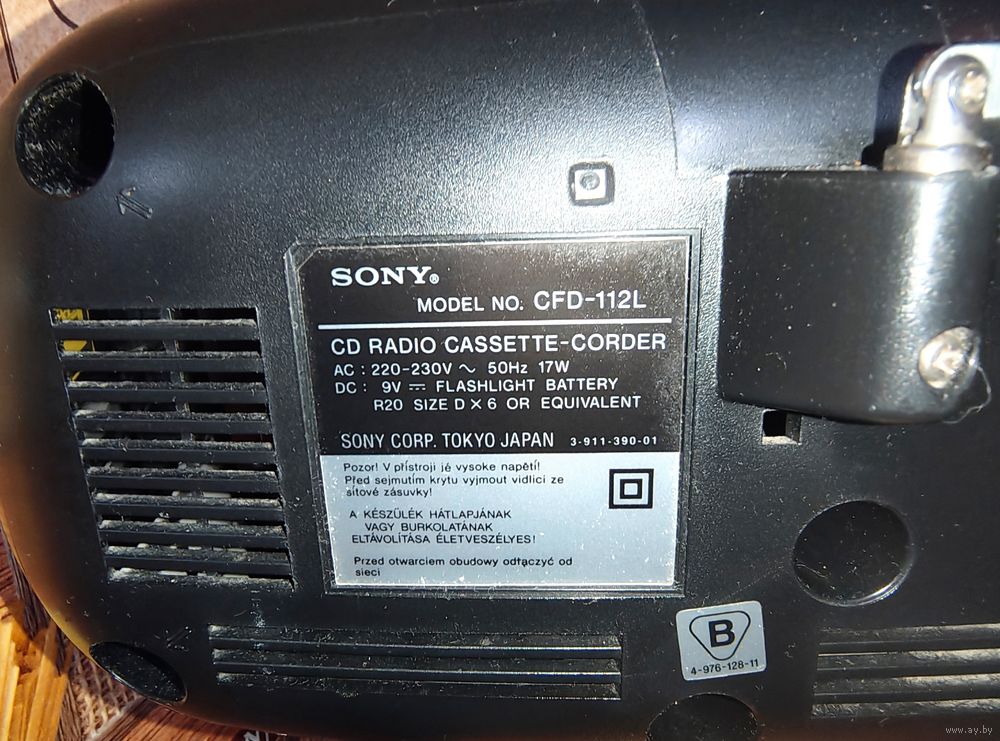 SONY®
MODEL NO. CFD-112L
CD RADIO CASSETTE-CORDER
AC : 220-230V ～ 50Hz 17W
DC : 9V ⎓ FLASHLIGHT BATTERY
R20 SIZE D × 6 OR EQUIVALENT
SONY CORP. TOKYO JAPAN 3-911-390-01
Pozor! V přístroji jé vysoke napětí!
Před sejmutím krytu vyjmout vidlici ze
sítové zásuvky!
A KÉSZÜLÉK HÁTLAPJÁNAK
VAGY BURKOLATÁNAK
ELTÁVOLÍTÁSA ÉLETVESZÉLYES!
Przed otwarciem obudowy odłączyć od
sieci
B
4-976-128-11
www.ay.by